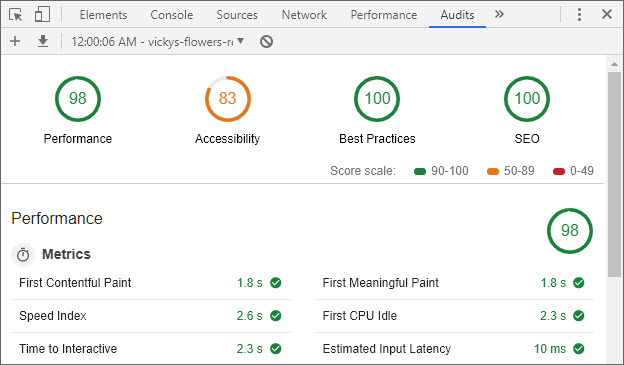 Elements Console Sources Network Performance Audits »
12:00:06 AM - vickys-flowers-r
98 83 100 100
Performance Accessibility Best Practices SEO
Score scale: 90-100 50-89 0-49
Performance 98
Metrics
First Contentful Paint 1.8 s First Meaningful Paint 1.8 s
Speed Index 2.6 s First CPU Idle 2.3 s
Time to Interactive 2.3 s Estimated Input Latency 10 ms